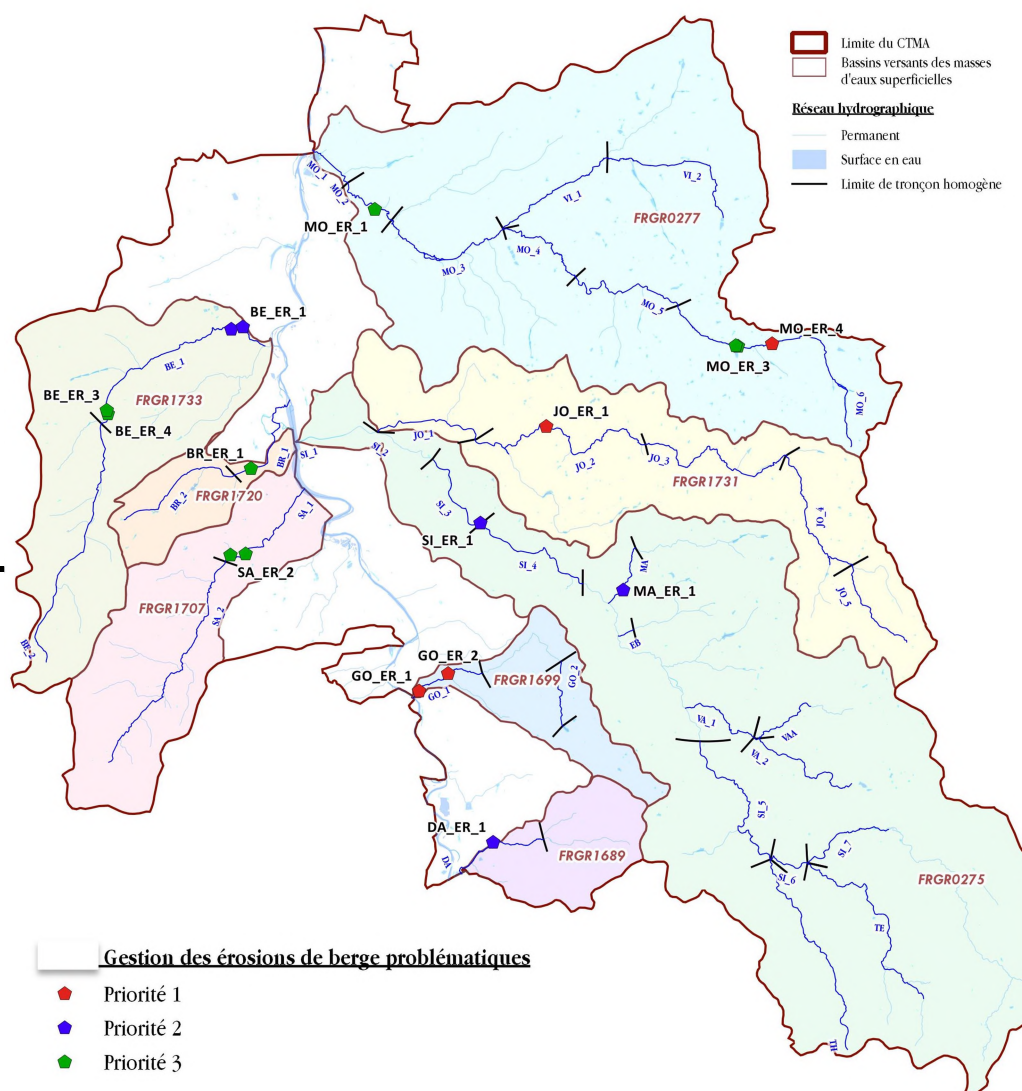 Limite du CTMA
Bassins versants des masses
d'eaux superficielles
Réseau hydrographique
Permanent
Surface en eau
Limite de tronçon homogène
MO_1
MO_2
MO_ER_1
VI_1
VI_2
FRGR0277
MO_3
MO_4
MO_5
MO_ER_4
MO_ER_3
MO_6
BE_ER_1
BE_1
BE_ER_3
FRGR1733
BE_ER_4
BR_ER_1
BR_1
SI_1
BR_2
FRGR1720
SI_2
JO_1
JO_ER_1
JO_2
JO_3
FRGR1731
JO_4
JO_5
SA_1
SI_3
SI_ER_1
SI_4
SA_ER_2
FRGR1707
SA_2
BE_2
MA
MA_ER_1
EB
GO_ER_2
GO_ER_1
GO_1
FRGR1699
GO_2
VA_1
VAA
VA_2
SI_5
DA_ER_1
DA
FRGR1689
SI_6
SI_7
FRGR0275
TE
TH
Gestion des érosions de berge problématiques
Priorité 1
Priorité 2
Priorité 3